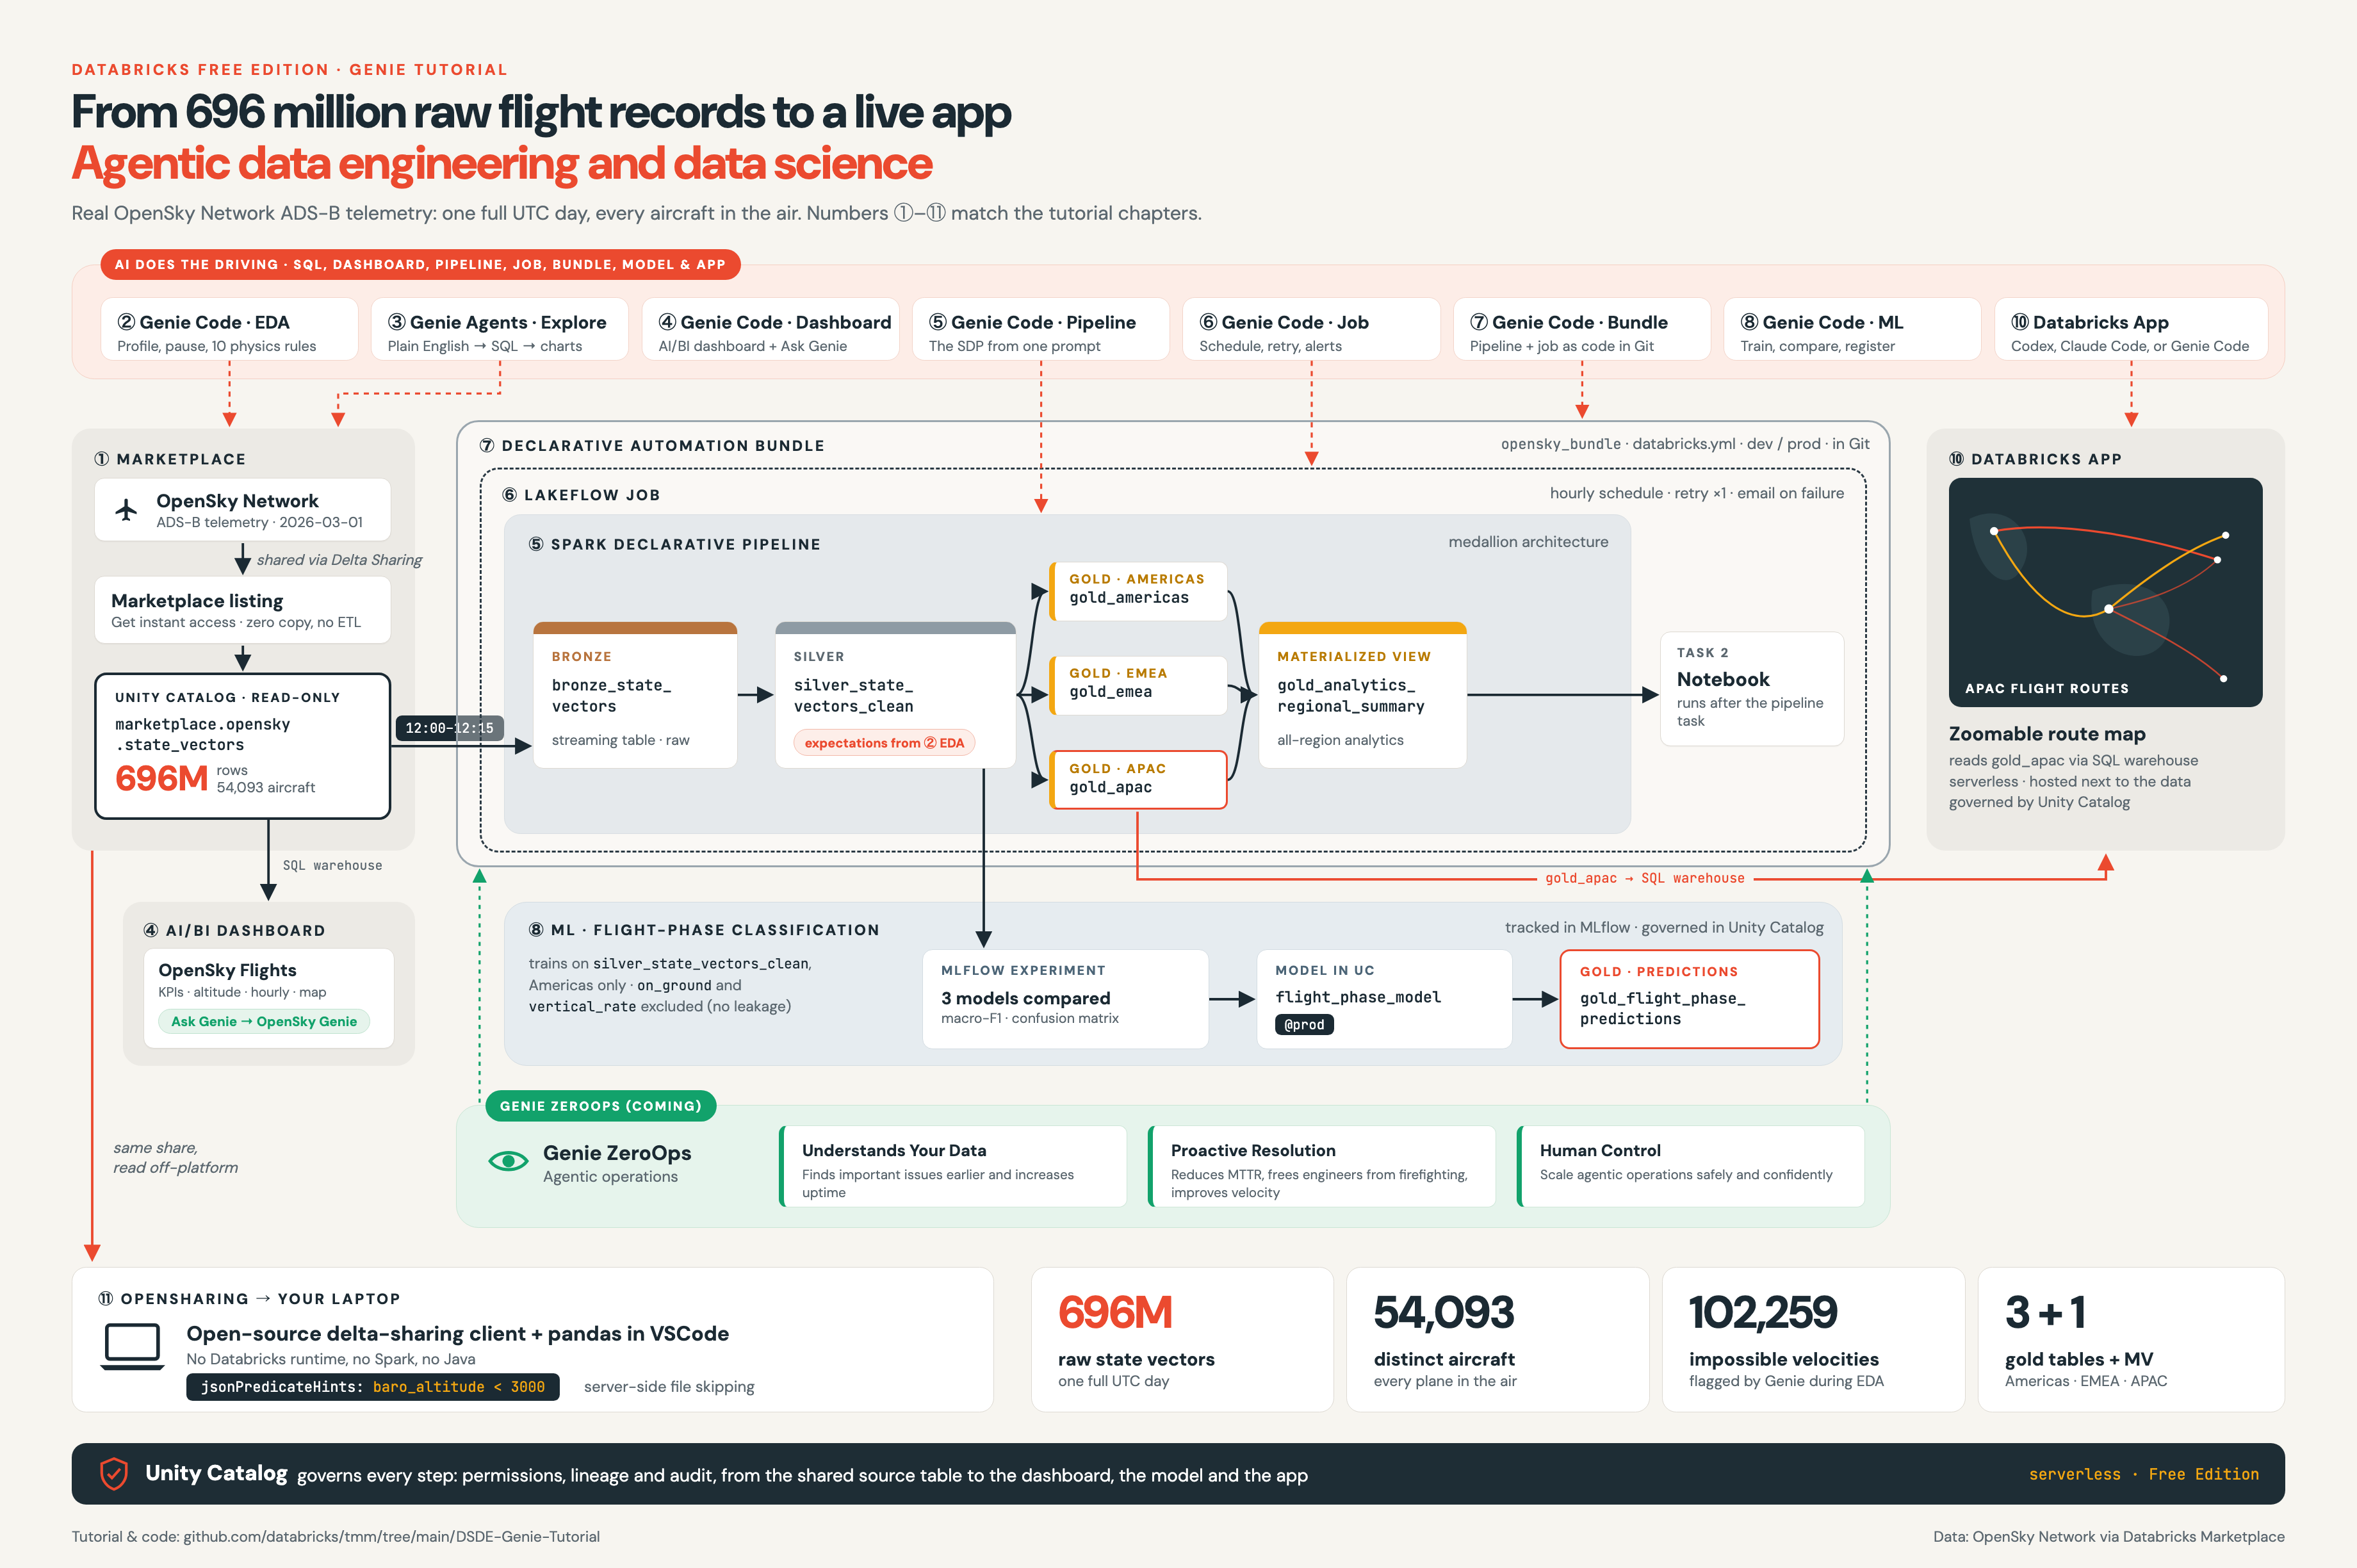 DATABRICKS FREE EDITION · GENIE TUTORIAL
From 696 million raw flight records to a live app
Agentic data engineering and data science
Real OpenSky Network ADS-B telemetry: one full UTC day, every aircraft in the air. Numbers ①–⑪ match the tutorial chapters.
AI DOES THE DRIVING · SQL, DASHBOARD, PIPELINE, JOB, BUNDLE, MODEL & APP
② Genie Code · EDA
Profile, pause, 10 physics rules
③ Genie Agents · Explore
Plain English → SQL → charts
④ Genie Code · Dashboard
AI/BI dashboard + Ask Genie
⑤ Genie Code · Pipeline
The SDP from one prompt
⑥ Genie Code · Job
Schedule, retry, alerts
⑦ Genie Code · Bundle
Pipeline + job as code in Git
⑧ Genie Code · ML
Train, compare, register
⑩ Databricks App
Codex, Claude Code, or Genie Code
① MARKETPLACE
OpenSky Network
ADS-B telemetry · 2026-03-01
shared via Delta Sharing
Marketplace listing
Get instant access · zero copy, no ETL
UNITY CATALOG · READ-ONLY
marketplace.opensky
.state_vectors
696M rows
54,093 aircraft
12:00-12:15
SQL warehouse
⑦ DECLARATIVE AUTOMATION BUNDLE
opensky_bundle · databricks.yml · dev / prod · in Git
⑥ LAKEFLOW JOB
hourly schedule · retry ×1 · email on failure
⑤ SPARK DECLARATIVE PIPELINE
medallion architecture
BRONZE
bronze_state_
vectors
streaming table · raw
SILVER
silver_state_
vectors_clean
expectations from ② EDA
GOLD · AMERICAS
gold_americas
GOLD · EMEA
gold_emea
GOLD · APAC
gold_apac
MATERIALIZED VIEW
gold_analytics_
regional_summary
all-region analytics
TASK 2
Notebook
runs after the pipeline
task
⑩ DATABRICKS APP
APAC FLIGHT ROUTES
Zoomable route map
reads gold_apac via SQL warehouse
serverless · hosted next to the data
governed by Unity Catalog
gold_apac → SQL warehouse
④ AI/BI DASHBOARD
OpenSky Flights
KPIs · altitude · hourly · map
Ask Genie → OpenSky Genie
⑧ ML · FLIGHT-PHASE CLASSIFICATION
tracked in MLflow · governed in Unity Catalog
trains on silver_state_vectors_clean,
Americas only · on_ground and
vertical_rate excluded (no leakage)
MLFLOW EXPERIMENT
3 models compared
macro-F1 · confusion matrix
MODEL IN UC
flight_phase_model
@prod
GOLD · PREDICTIONS
gold_flight_phase_
predictions
same share,
read off-platform
GENIE ZEROOPS (COMING)
Genie ZeroOps
Agentic operations
Understands Your Data
Finds important issues earlier and increases
uptime
Proactive Resolution
Reduces MTTR, frees engineers from firefighting,
improves velocity
Human Control
Scale agentic operations safely and confidently
⑪ OPENSHARING → YOUR LAPTOP
Open-source delta-sharing client + pandas in VSCode
No Databricks runtime, no Spark, no Java
jsonPredicateHints: baro_altitude < 3000
server-side file skipping
696M
raw state vectors
one full UTC day
54,093
distinct aircraft
every plane in the air
102,259
impossible velocities
flagged by Genie during EDA
3 + 1
gold tables + MV
Americas · EMEA · APAC
Unity Catalog governs every step: permissions, lineage and audit, from the shared source table to the dashboard, the model and the app
serverless · Free Edition
Tutorial & code: github.com/databricks/tmm/tree/main/DSDE-Genie-Tutorial
Data: OpenSky Network via Databricks Marketplace